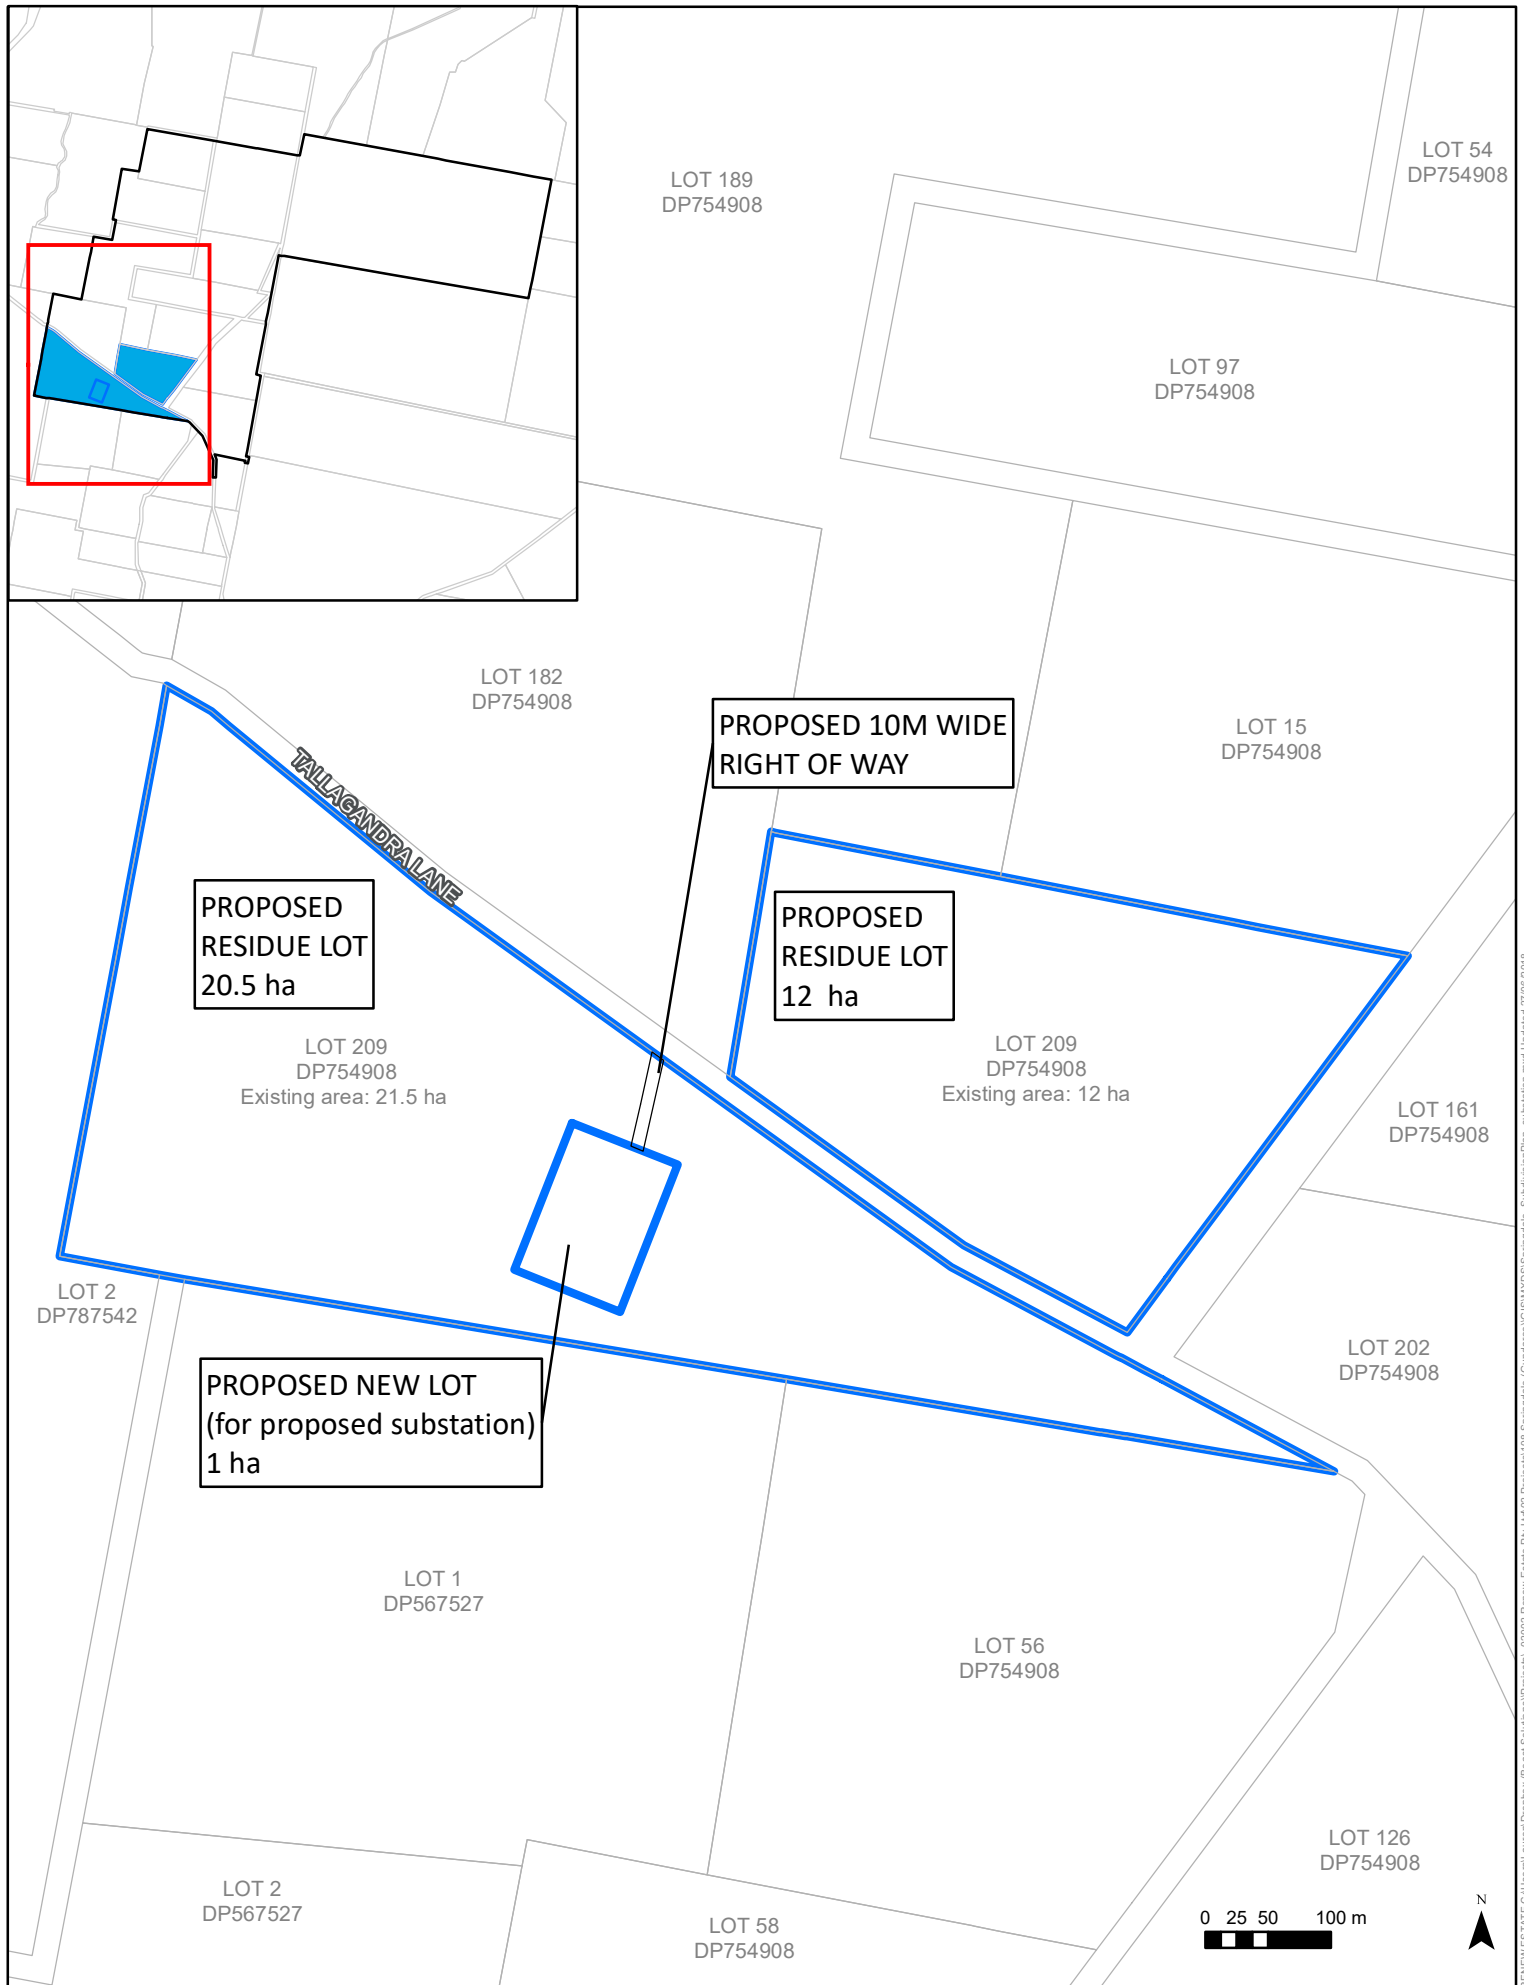 LOT 54
DP754908
LOT 189
DP754908
LOT 97
DP754908
LOT 182
DP754908
PROPOSED 10M WIDE
RIGHT OF WAY
LOT 15
DP754908
TALLAGANDRA LANE
PROPOSED
RESIDUE LOT
20.5 ha
PROPOSED
RESIDUE LOT
12 ha
LOT 209
DP754908
Existing area: 21.5 ha
LOT 209
DP754908
Existing area: 12 ha
LOT 161
DP754908
LOT 2
DP787542
LOT 202
DP754908
PROPOSED NEW LOT
(for proposed substation)
1 ha
LOT 1
DP567527
LOT 56
DP754908
LOT 126
DP754908
LOT 2
DP567527
LOT 58
DP754908
0 25 50 100 m
N